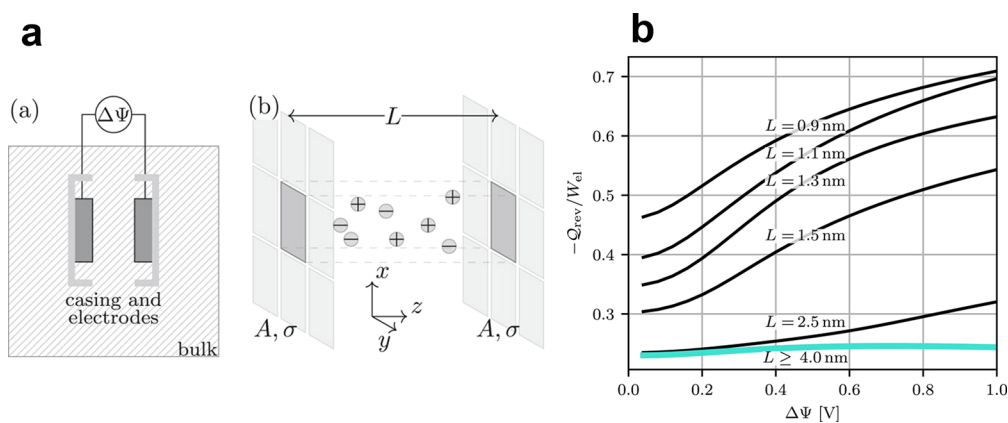 a
(a)
ΔΨ
casing and
electrodes
bulk
(b)
L
A, σ
x
z
y
A, σ
b
−𝒬rev/Wel
0.7
0.6
0.5
0.4
0.3
L = 0.9 nm
L = 1.1 nm
L = 1.3 nm
L = 1.5 nm
L = 2.5 nm
L ≥ 4.0 nm
0.0 0.2 0.4 0.6 0.8 1.0
ΔΨ [V]